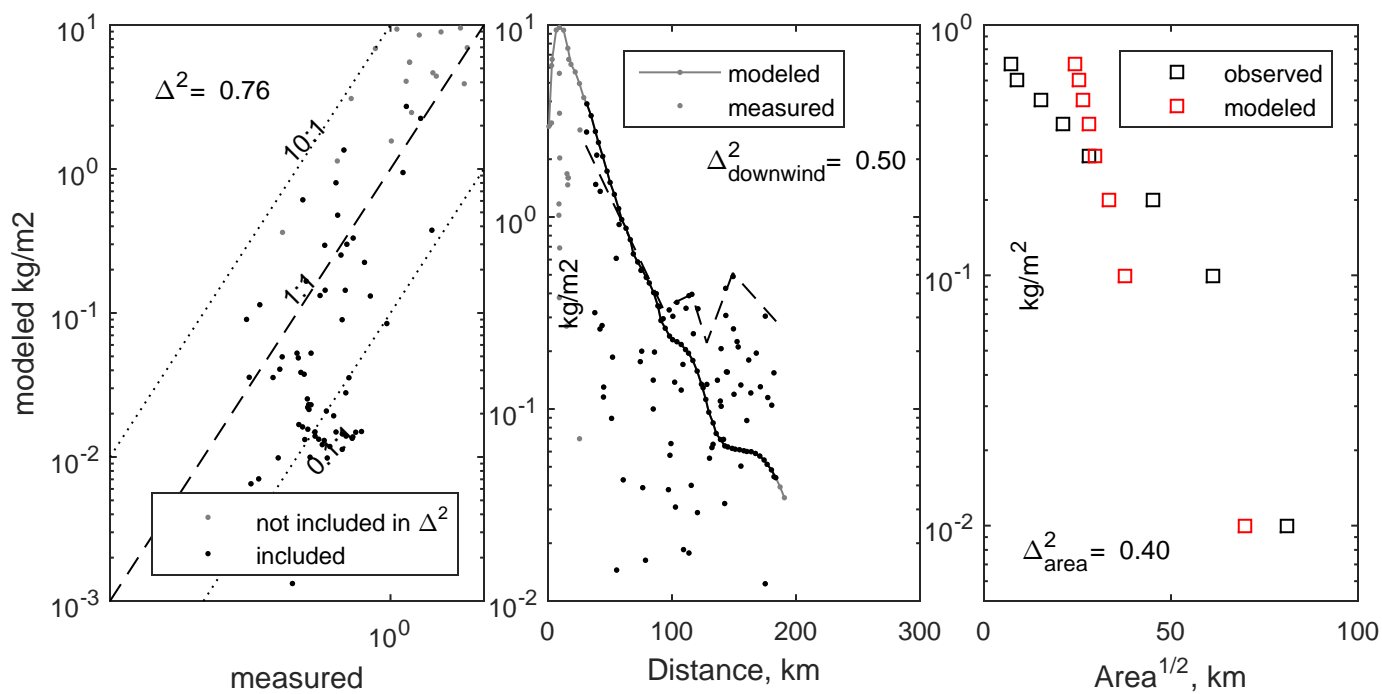 10^1
10^0
10^-1
10^-2
10^-3
modeled kg/m2
Δ^2= 0.76
10:1
1:1
not included in Δ^2
included
10^0
measured
10^1
10^0
10^-1
10^-2
kg/m2
modeled
measured
Δ^2_downwind= 0.50
0 100 200 300
Distance, km
10^0
10^-1
10^-2
kg/m^2
observed
modeled
Δ^2_area= 0.40
0 50 100
Area^1/2, km